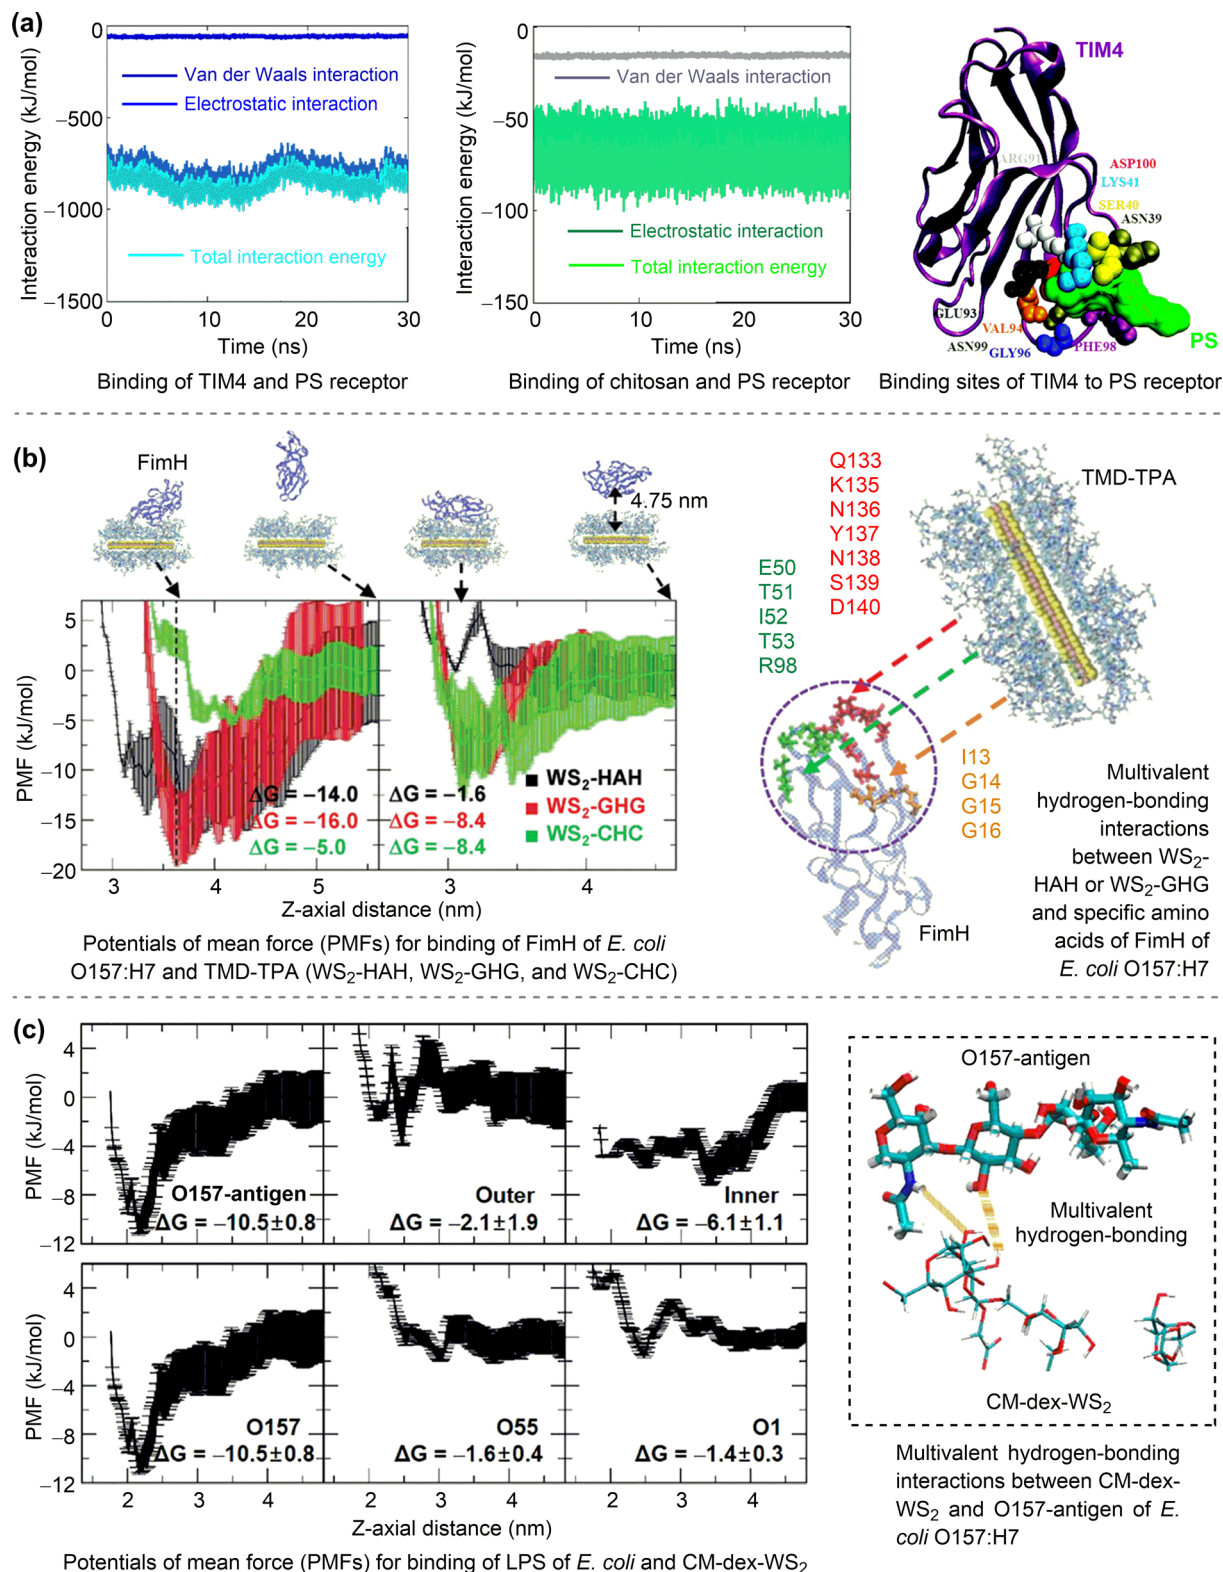 (a)
0
−500
−1000
−1500
Interaction energy (kJ/mol)
Van der Waals interaction
Electrostatic interaction
Total interaction energy
0 10 20 30
Time (ns)
Binding of TIM4 and PS receptor
0
−50
−100
−150
Interaction energy (kJ/mol)
Van der Waals interaction
Electrostatic interaction
Total interaction energy
0 10 20 30
Time (ns)
Binding of chitosan and PS receptor
TIM4
ARG91
ASP100
LYS41
SER40
ASN39
GLU93
VAL94
ASN99
GLY96
PHE98
PS
Binding sites of TIM4 to PS receptor
(b)
FimH
4.75 nm
5
0
−5
−10
−15
−20
PMF (kJ/mol)
ΔG = −14.0
ΔG = −16.0
ΔG = −5.0
ΔG = −1.6
ΔG = −8.4
ΔG = −8.4
WS2-HAH
WS2-GHG
WS2-CHC
3 4 5 3 4
Z-axial distance (nm)
Potentials of mean force (PMFs) for binding of FimH of E. coli
O157:H7 and TMD-TPA (WS2-HAH, WS2-GHG, and WS2-CHC)
Q133
K135
N136
Y137
N138
S139
D140
E50
T51
I52
T53
R98
TMD-TPA
I13
G14
G15
G16
FimH
Multivalent
hydrogen-bonding
interactions
between WS2-
HAH or WS2-GHG
and specific amino
acids of FimH of
E. coli O157:H7
(c)
4
0
−4
−8
−12
PMF (kJ/mol)
O157-antigen
ΔG = −10.5±0.8
Outer
ΔG = −2.1±1.9
Inner
ΔG = −6.1±1.1
4
0
−4
−8
−12
PMF (kJ/mol)
O157
ΔG = −10.5±0.8
O55
ΔG = −1.6±0.4
O1
ΔG = −1.4±0.3
2 3 4 2 3 4 2 3 4
Z-axial distance (nm)
Potentials of mean force (PMFs) for binding of LPS of E. coli and CM-dex-WS2
O157-antigen
Multivalent
hydrogen-bonding
CM-dex-WS2
Multivalent hydrogen-bonding
interactions between CM-dex-
WS2 and O157-antigen of E.
coli O157:H7